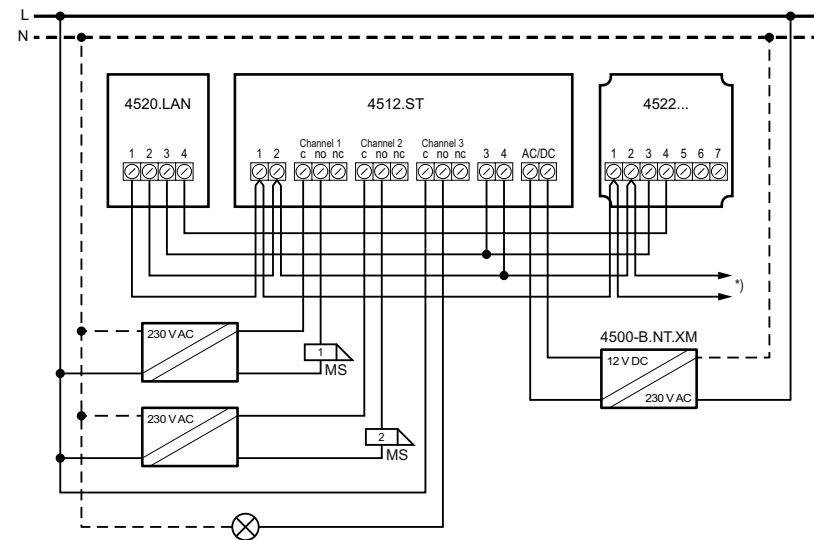 L
N
4520.LAN
4512.ST
4522...
Channel 1
Channel 2
Channel 3
1 2 3 4
1 2
c no nc
c no nc
c no nc
3 4
AC/DC
1 2 3 4 5 6 7
*)
230 V AC
1
MS
4500-B.NT.XM
12 V DC
230 V AC
230 V AC
2
MS